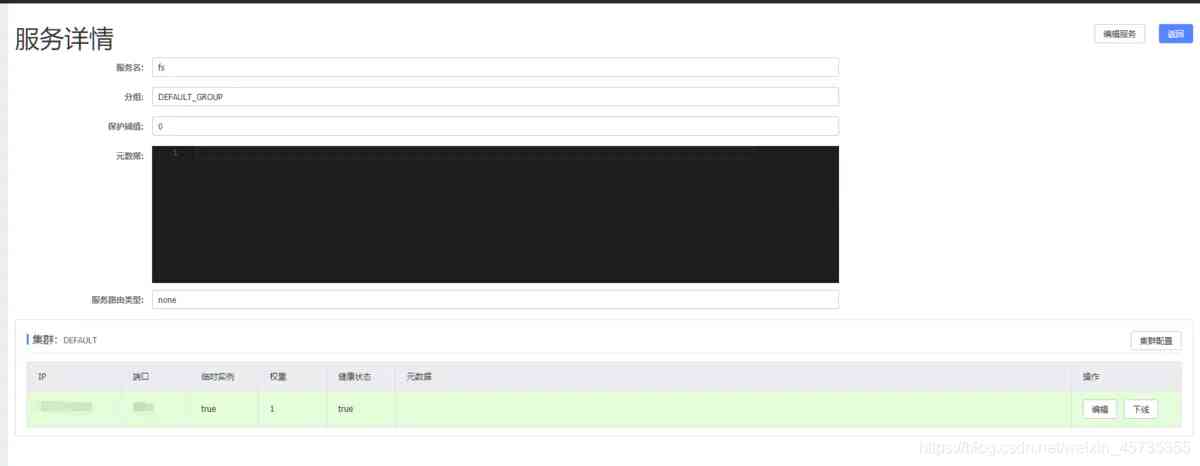 服务详情
编辑服务
返回
服务名: fs
分组: DEFAULT_GROUP
保护阈值: 0
元数据: 1
服务路由类型: none
集群: DEFAULT
集群配置
IP 端口 临时实例 权重 健康状态 元数据 操作
true 1 true 编辑 下线
https://blog.csdn.net/weixin_45735355